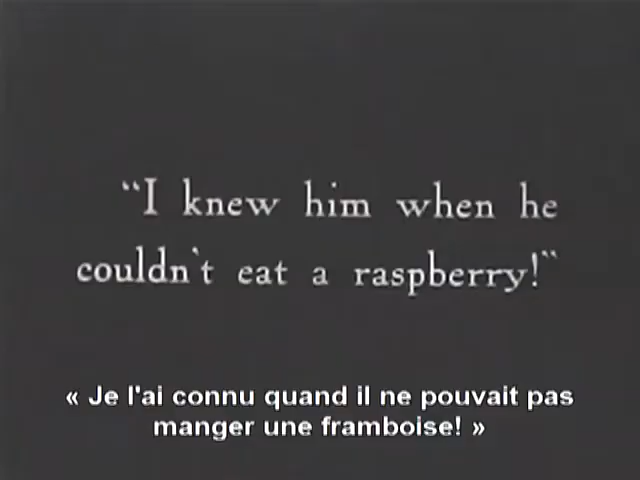 “I knew him when he
couldn't eat a raspberry!”
« Je l'ai connu quand il ne pouvait pas
manger une framboise! »